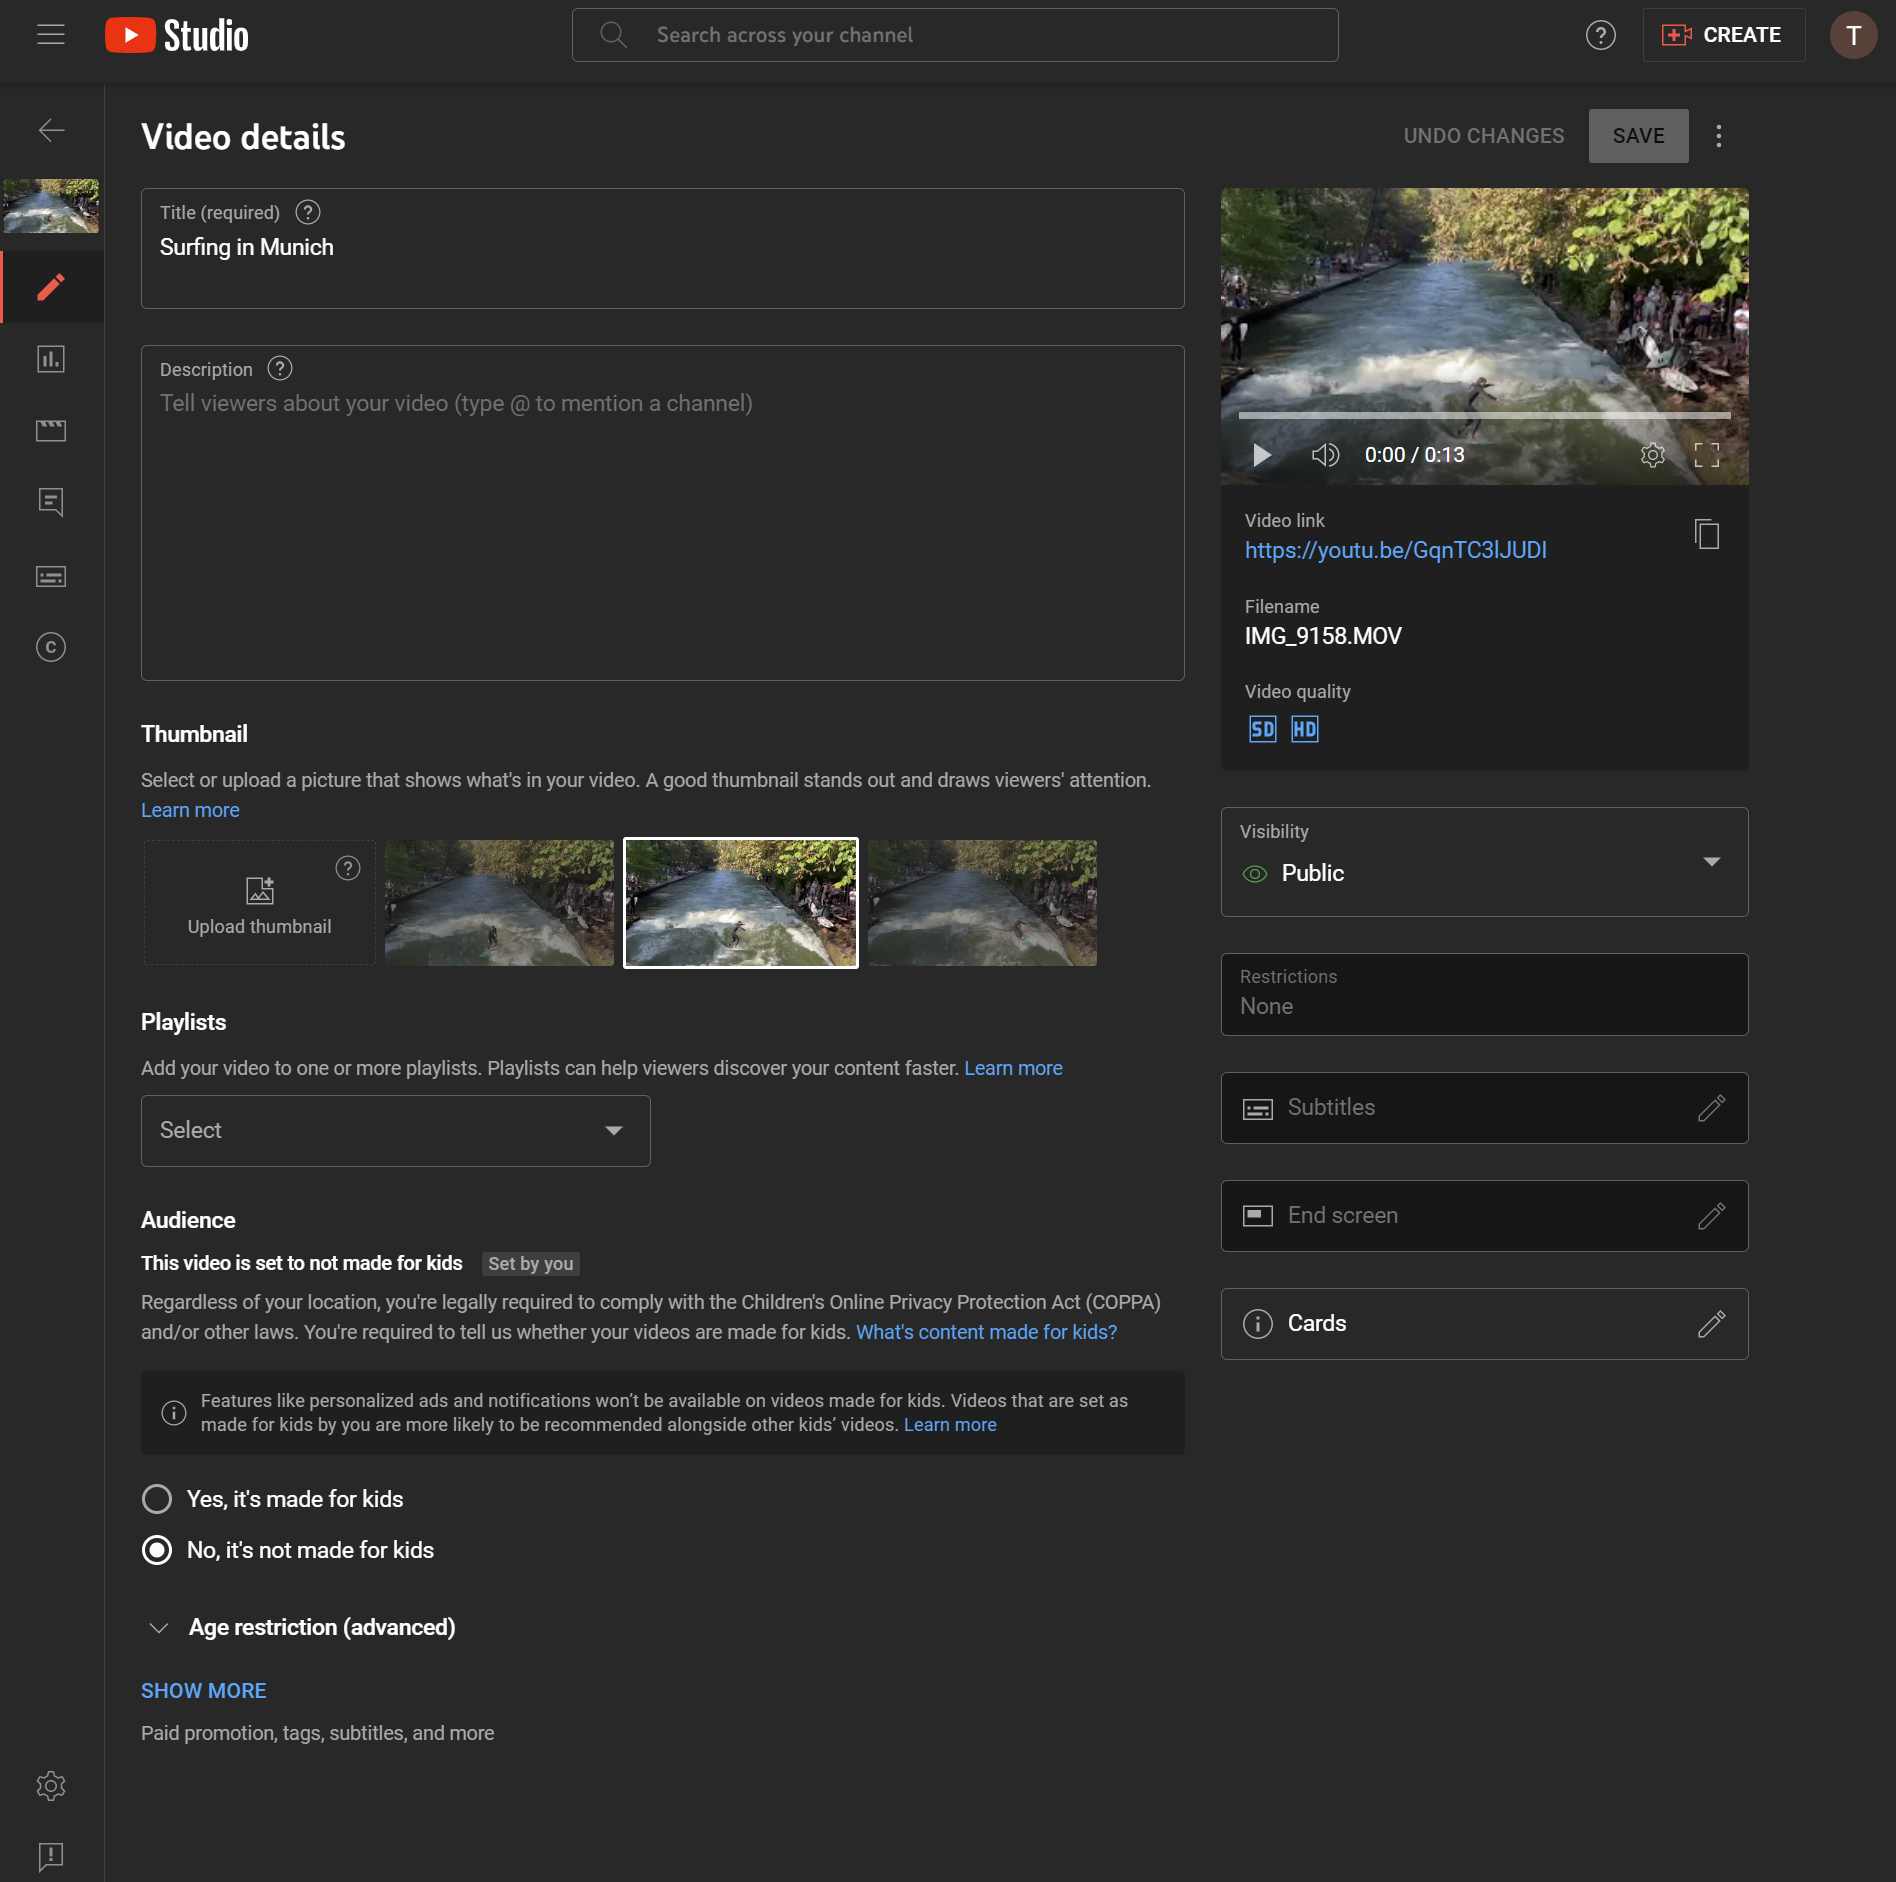 Studio
Search across your channel
CREATE
T
Video details
UNDO CHANGES
SAVE
Title (required)
Surfing in Munich
Description
Tell viewers about your video (type @ to mention a channel)
Thumbnail
Select or upload a picture that shows what's in your video. A good thumbnail stands out and draws viewers' attention.
Learn more
Upload thumbnail
Playlists
Add your video to one or more playlists. Playlists can help viewers discover your content faster. Learn more
Select
Audience
This video is set to not made for kids Set by you
Regardless of your location, you're legally required to comply with the Children's Online Privacy Protection Act (COPPA)
and/or other laws. You're required to tell us whether your videos are made for kids. What's content made for kids?
Features like personalized ads and notifications won’t be available on videos made for kids. Videos that are set as
made for kids by you are more likely to be recommended alongside other kids’ videos. Learn more
Yes, it's made for kids
No, it's not made for kids
Age restriction (advanced)
SHOW MORE
Paid promotion, tags, subtitles, and more
0:00 / 0:13
Video link
https://youtu.be/GqnTC3lJUDI
Filename
IMG_9158.MOV
Video quality
SD HD
Visibility
Public
Restrictions
None
Subtitles
End screen
Cards